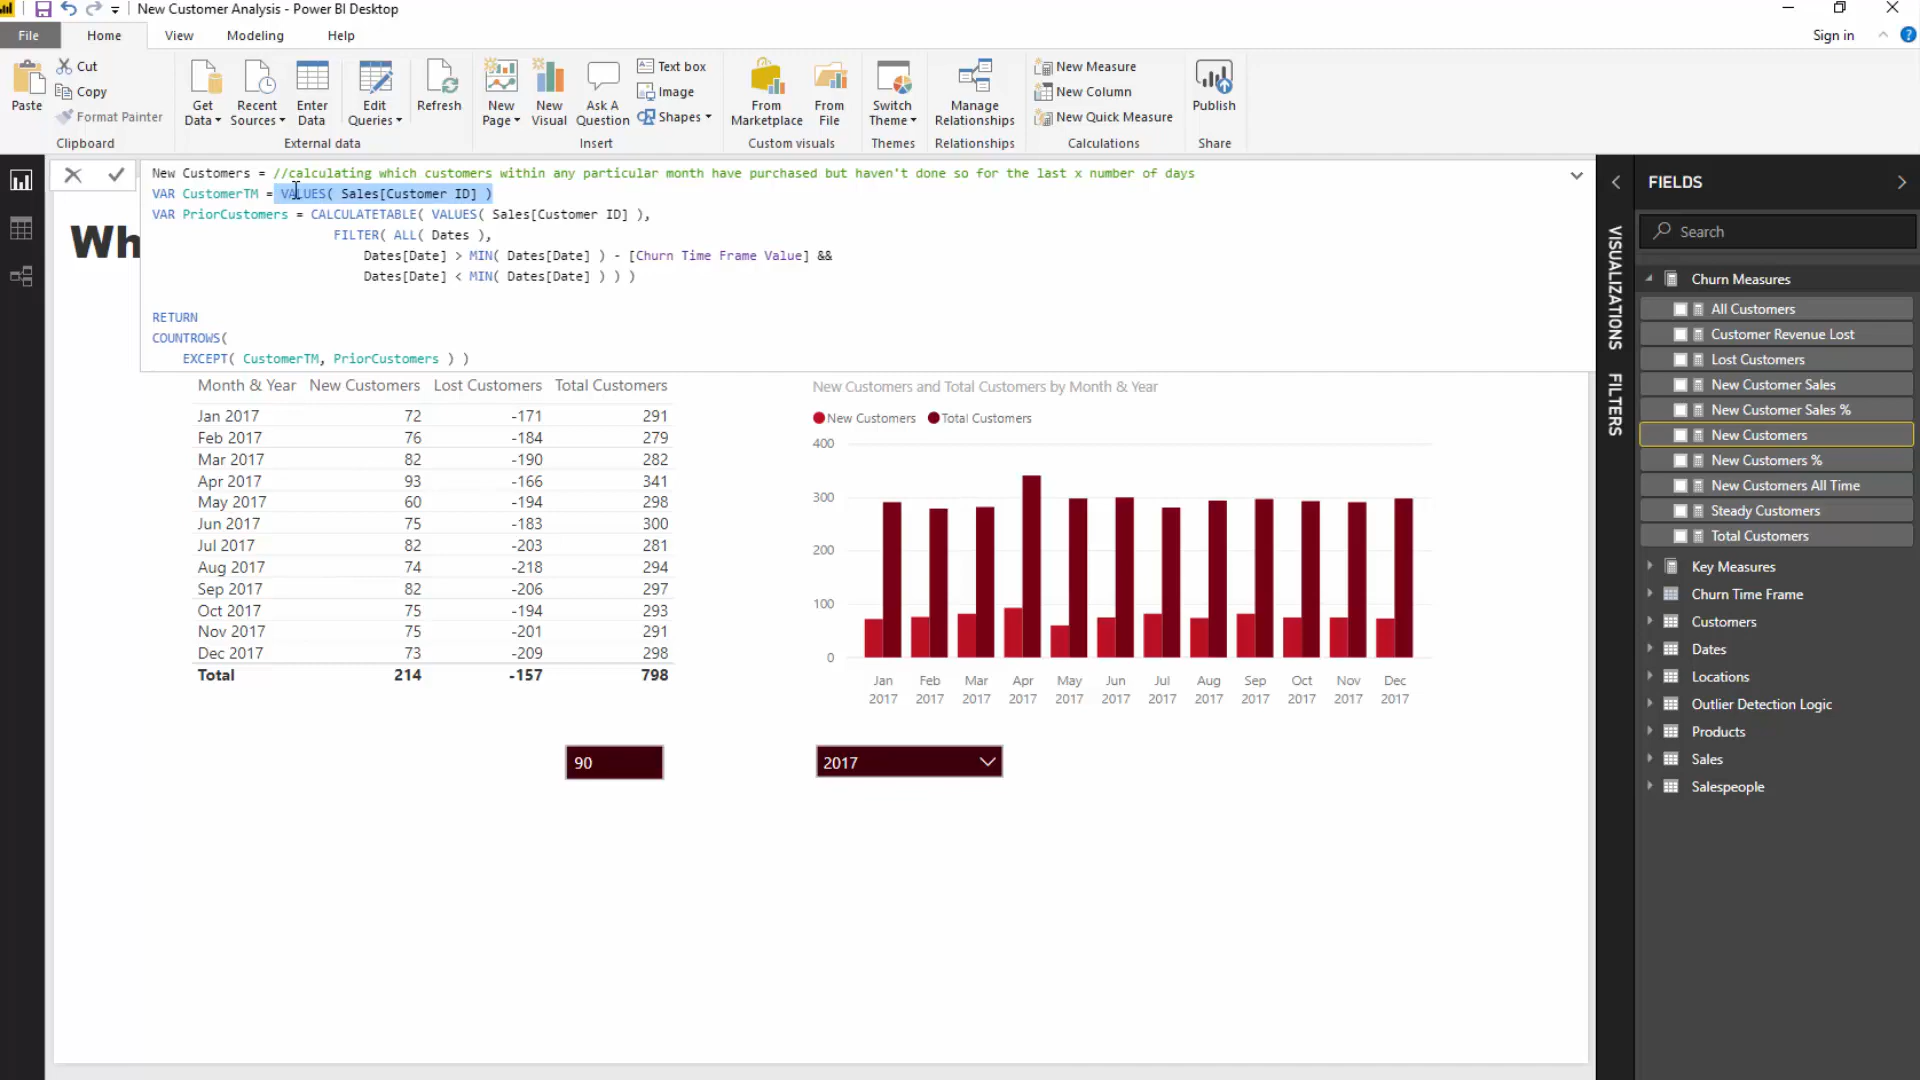 New Customer Analysis - Power BI Desktop
File
Home
View
Modeling
Help
Sign in
Paste
Cut
Copy
Format Painter
Clipboard
Get Data
Recent Sources
Enter Data
Edit Queries
Refresh
External data
New Page
New Visual
Ask A Question
Text box
Image
Shapes
Insert
From Marketplace
From File
Custom visuals
Switch Theme
Themes
Manage Relationships
Relationships
New Measure
New Column
New Quick Measure
Calculations
Publish
Share
New Customers = //calculating which customers within any particular month have purchased but haven't done so for the last x number of days
VAR CustomerTM = VALUES( Sales[Customer ID] )
VAR PriorCustomers = CALCULATETABLE( VALUES( Sales[Customer ID] ),
FILTER( ALL( Dates ),
Dates[Date] > MIN( Dates[Date] ) - [Churn Time Frame Value] &&
Dates[Date] < MIN( Dates[Date] ) ) )
RETURN
COUNTROWS(
EXCEPT( CustomerTM, PriorCustomers ) )
Wh
Month & Year New Customers Lost Customers Total Customers
Jan 2017 72 -171 291
Feb 2017 76 -184 279
Mar 2017 82 -190 282
Apr 2017 93 -166 341
May 2017 60 -194 298
Jun 2017 75 -183 300
Jul 2017 82 -203 281
Aug 2017 74 -218 294
Sep 2017 82 -206 297
Oct 2017 75 -194 293
Nov 2017 75 -201 291
Dec 2017 73 -209 298
Total 214 -157 798
New Customers and Total Customers by Month & Year
New Customers Total Customers
400
300
200
100
0
Jan Feb Mar Apr May Jun Jul Aug Sep Oct Nov Dec
2017 2017 2017 2017 2017 2017 2017 2017 2017 2017 2017 2017
90
2017
VISUALIZATIONS
FILTERS
FIELDS
Search
Churn Measures
All Customers
Customer Revenue Lost
Lost Customers
New Customer Sales
New Customer Sales %
New Customers
New Customers %
New Customers All Time
Steady Customers
Total Customers
Key Measures
Churn Time Frame
Customers
Dates
Locations
Outlier Detection Logic
Products
Sales
Salespeople